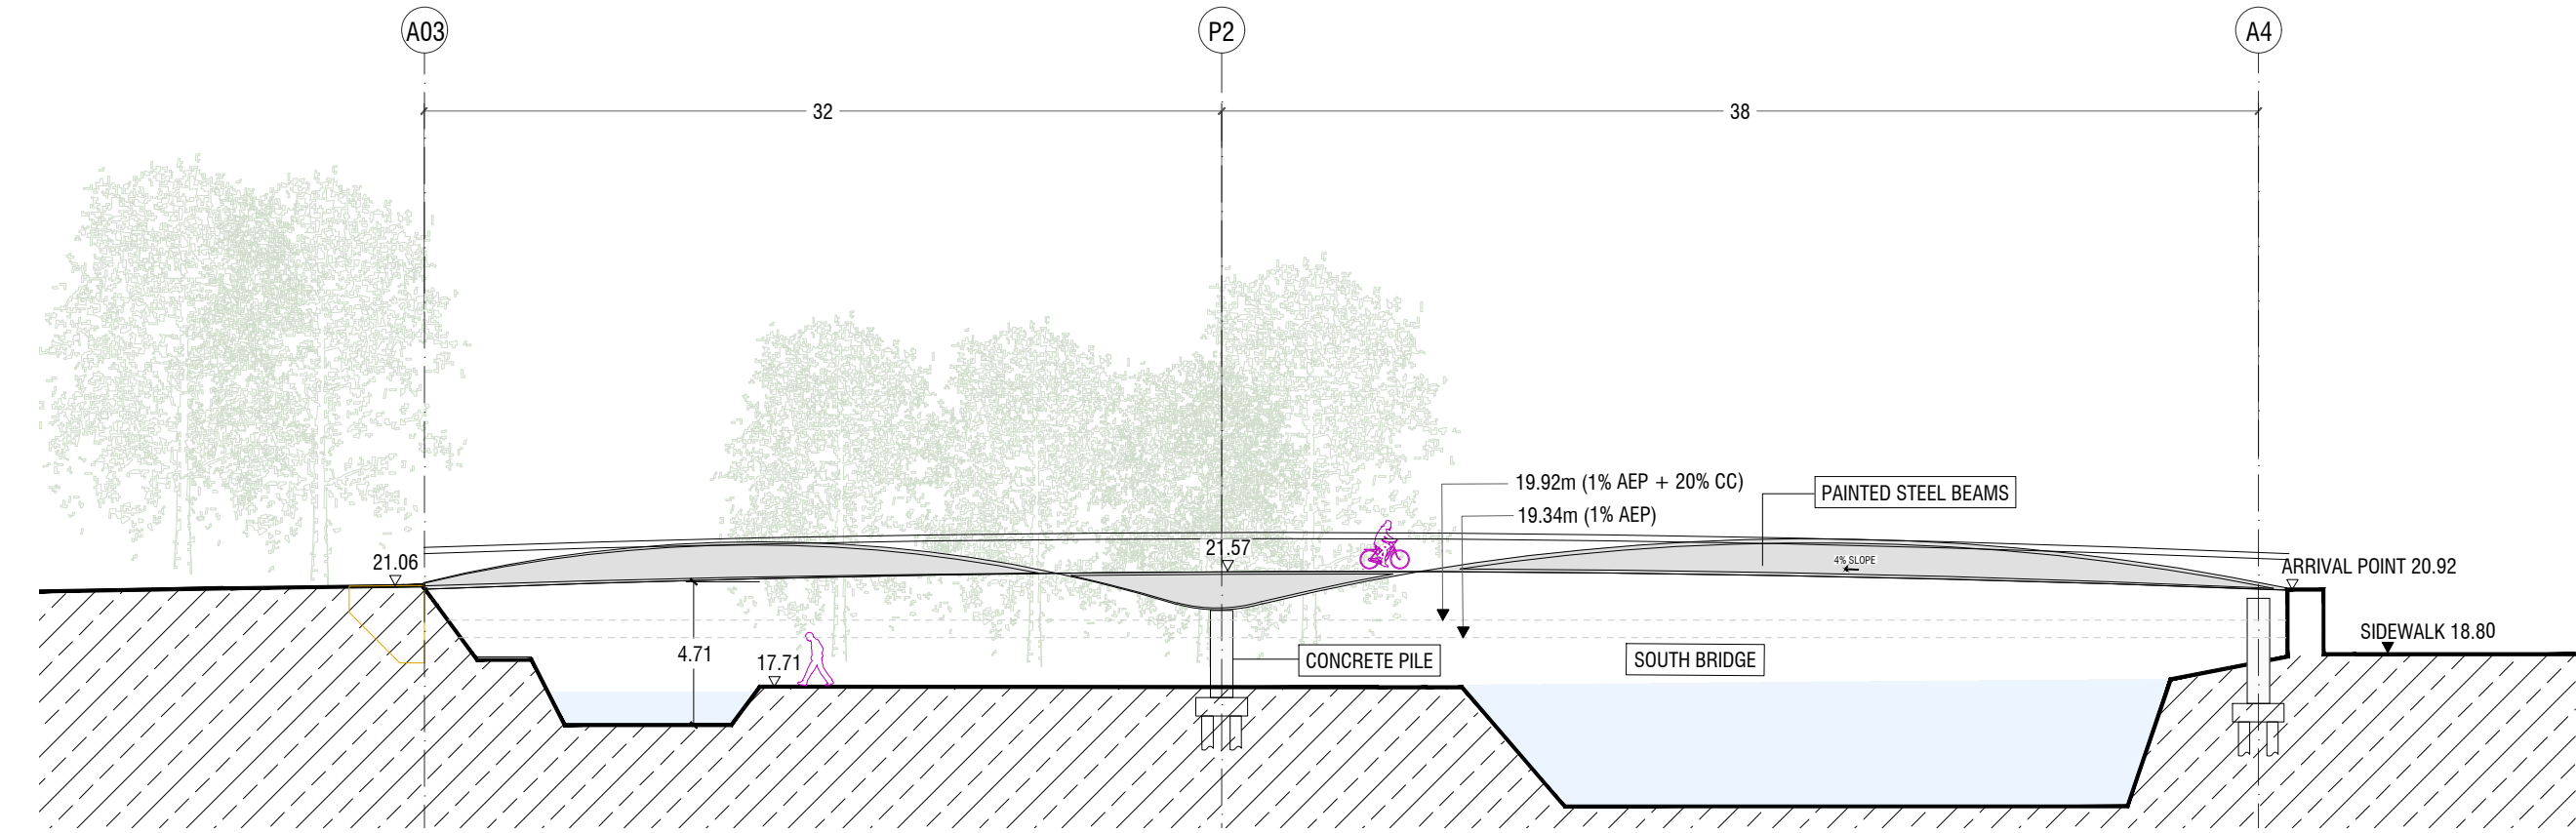 A03
P2
A4
32
38
19.92m (1% AEP + 20% CC)
PAINTED STEEL BEAMS
19.34m (1% AEP)
21.06
21.57
4% SLOPE
ARRIVAL POINT 20.92
SIDEWALK 18.80
4.71
17.71
CONCRETE PILE
SOUTH BRIDGE